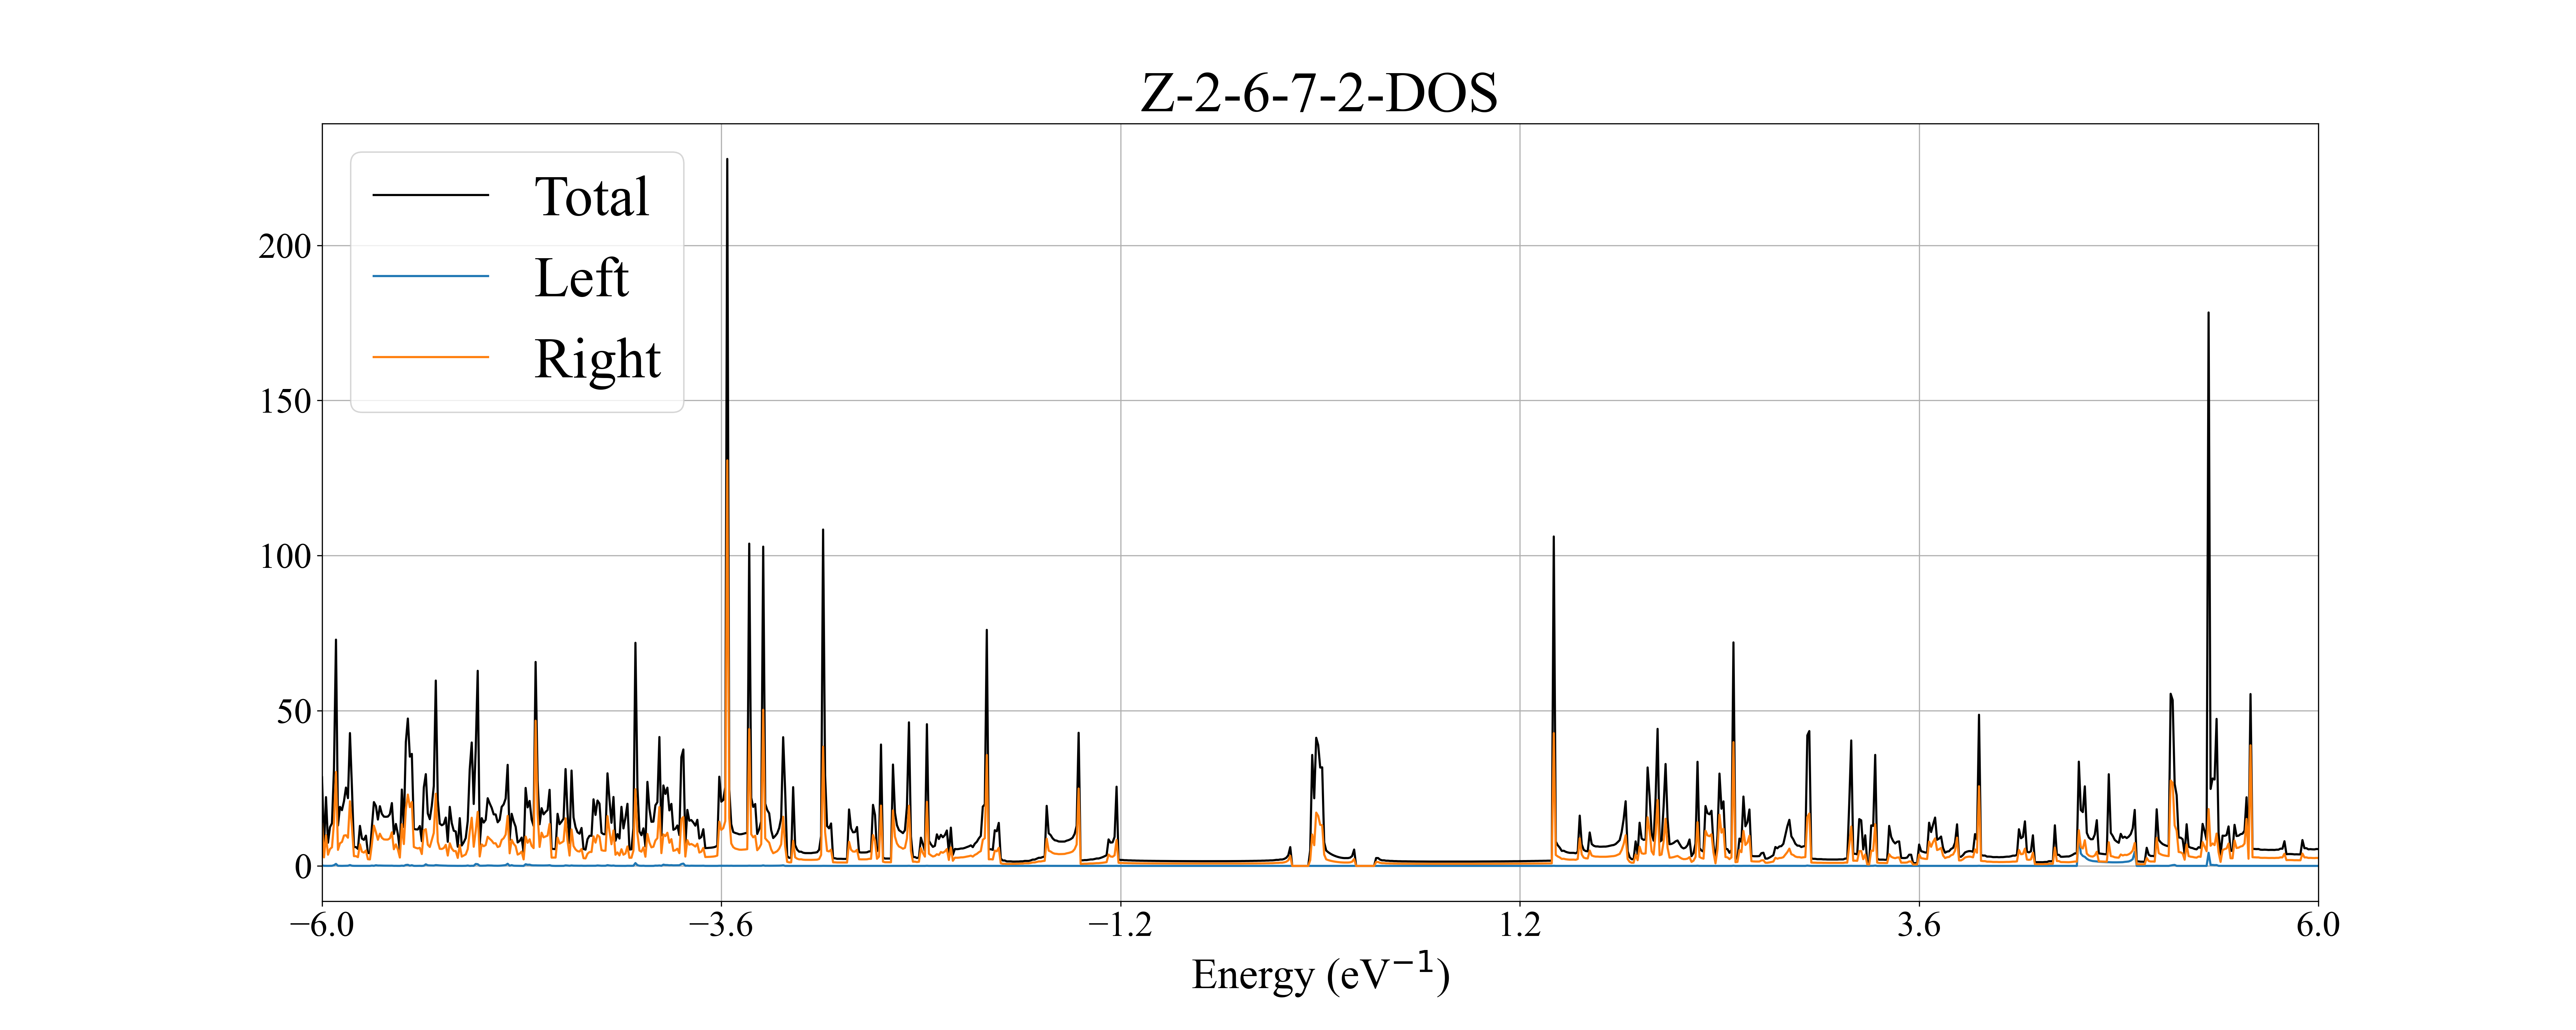 Z-2-6-7-2-DOS
Total
Left
Right
200
150
100
50
0
−6.0 −3.6 −1.2 1.2 3.6 6.0
Energy (eV⁻¹)